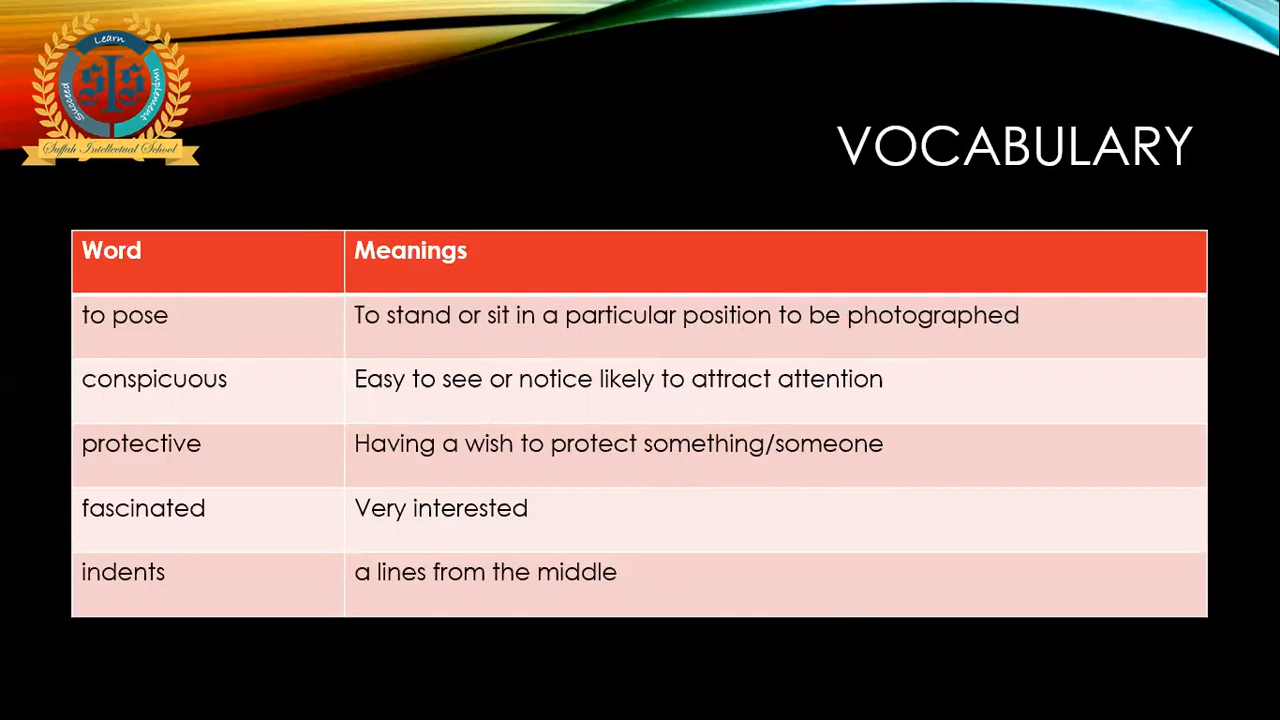 Learn
Implement
Succeed
SIS
Suffah Intellectual School
VOCABULARY
Word Meanings
to pose To stand or sit in a particular position to be photographed
conspicuous Easy to see or notice likely to attract attention
protective Having a wish to protect something/someone
fascinated Very interested
indents a lines from the middle